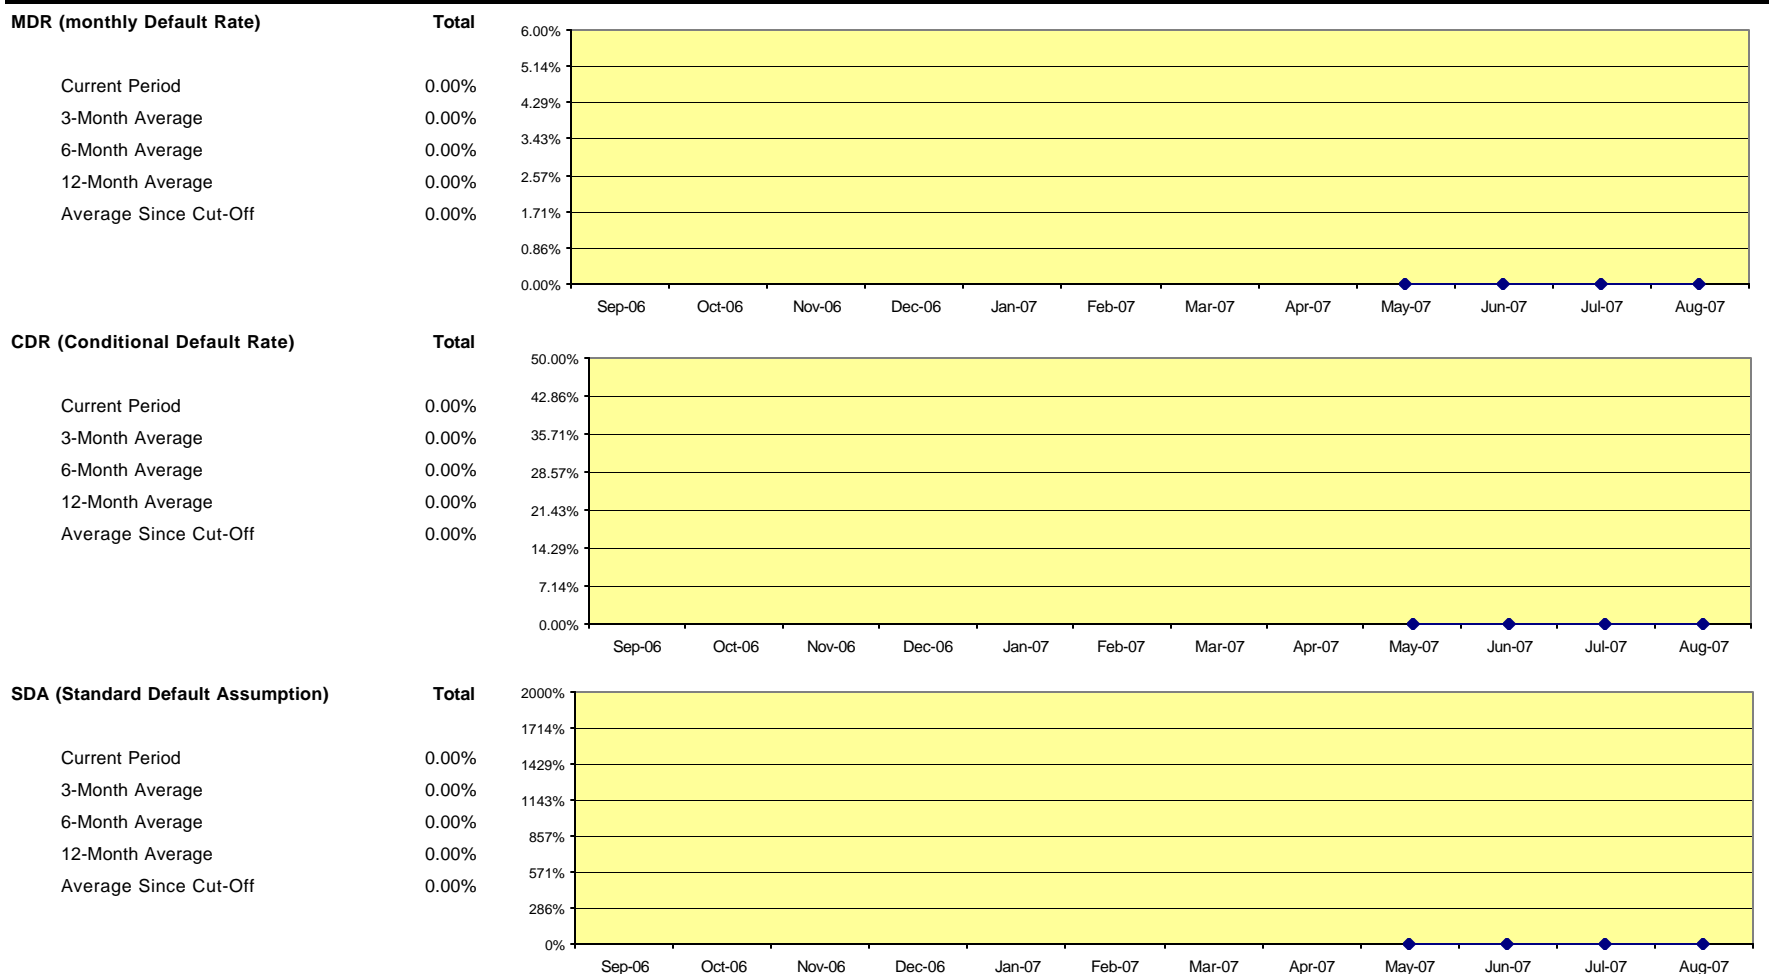 MDR (monthly Default Rate) Total
Current Period 0.00%
3-Month Average 0.00%
6-Month Average 0.00%
12-Month Average 0.00%
Average Since Cut-Off 0.00%
6.00%
5.14%
4.29%
3.43%
2.57%
1.71%
0.86%
0.00%
Sep-06 Oct-06 Nov-06 Dec-06 Jan-07 Feb-07 Mar-07 Apr-07 May-07 Jun-07 Jul-07 Aug-07
CDR (Conditional Default Rate) Total
Current Period 0.00%
3-Month Average 0.00%
6-Month Average 0.00%
12-Month Average 0.00%
Average Since Cut-Off 0.00%
50.00%
42.86%
35.71%
28.57%
21.43%
14.29%
7.14%
0.00%
Sep-06 Oct-06 Nov-06 Dec-06 Jan-07 Feb-07 Mar-07 Apr-07 May-07 Jun-07 Jul-07 Aug-07
SDA (Standard Default Assumption) Total
Current Period 0.00%
3-Month Average 0.00%
6-Month Average 0.00%
12-Month Average 0.00%
Average Since Cut-Off 0.00%
2000%
1714%
1429%
1143%
857%
571%
286%
0%
Sep-06 Oct-06 Nov-06 Dec-06 Jan-07 Feb-07 Mar-07 Apr-07 May-07 Jun-07 Jul-07 Aug-07